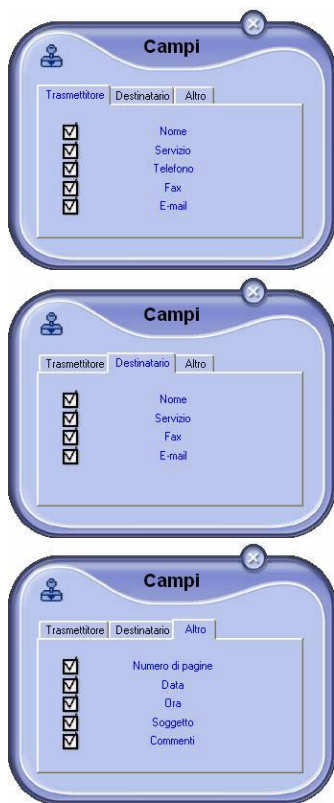 Campi
Trasmettitore Destinatario Altro
Nome
Servizio
Telefono
Fax
E-mail
Campi
Trasmettitore Destinatario Altro
Nome
Servizio
Fax
E-mail
Campi
Trasmettitore Destinatario Altro
Numero di pagine
Data
Ora
Soggetto
Commenti